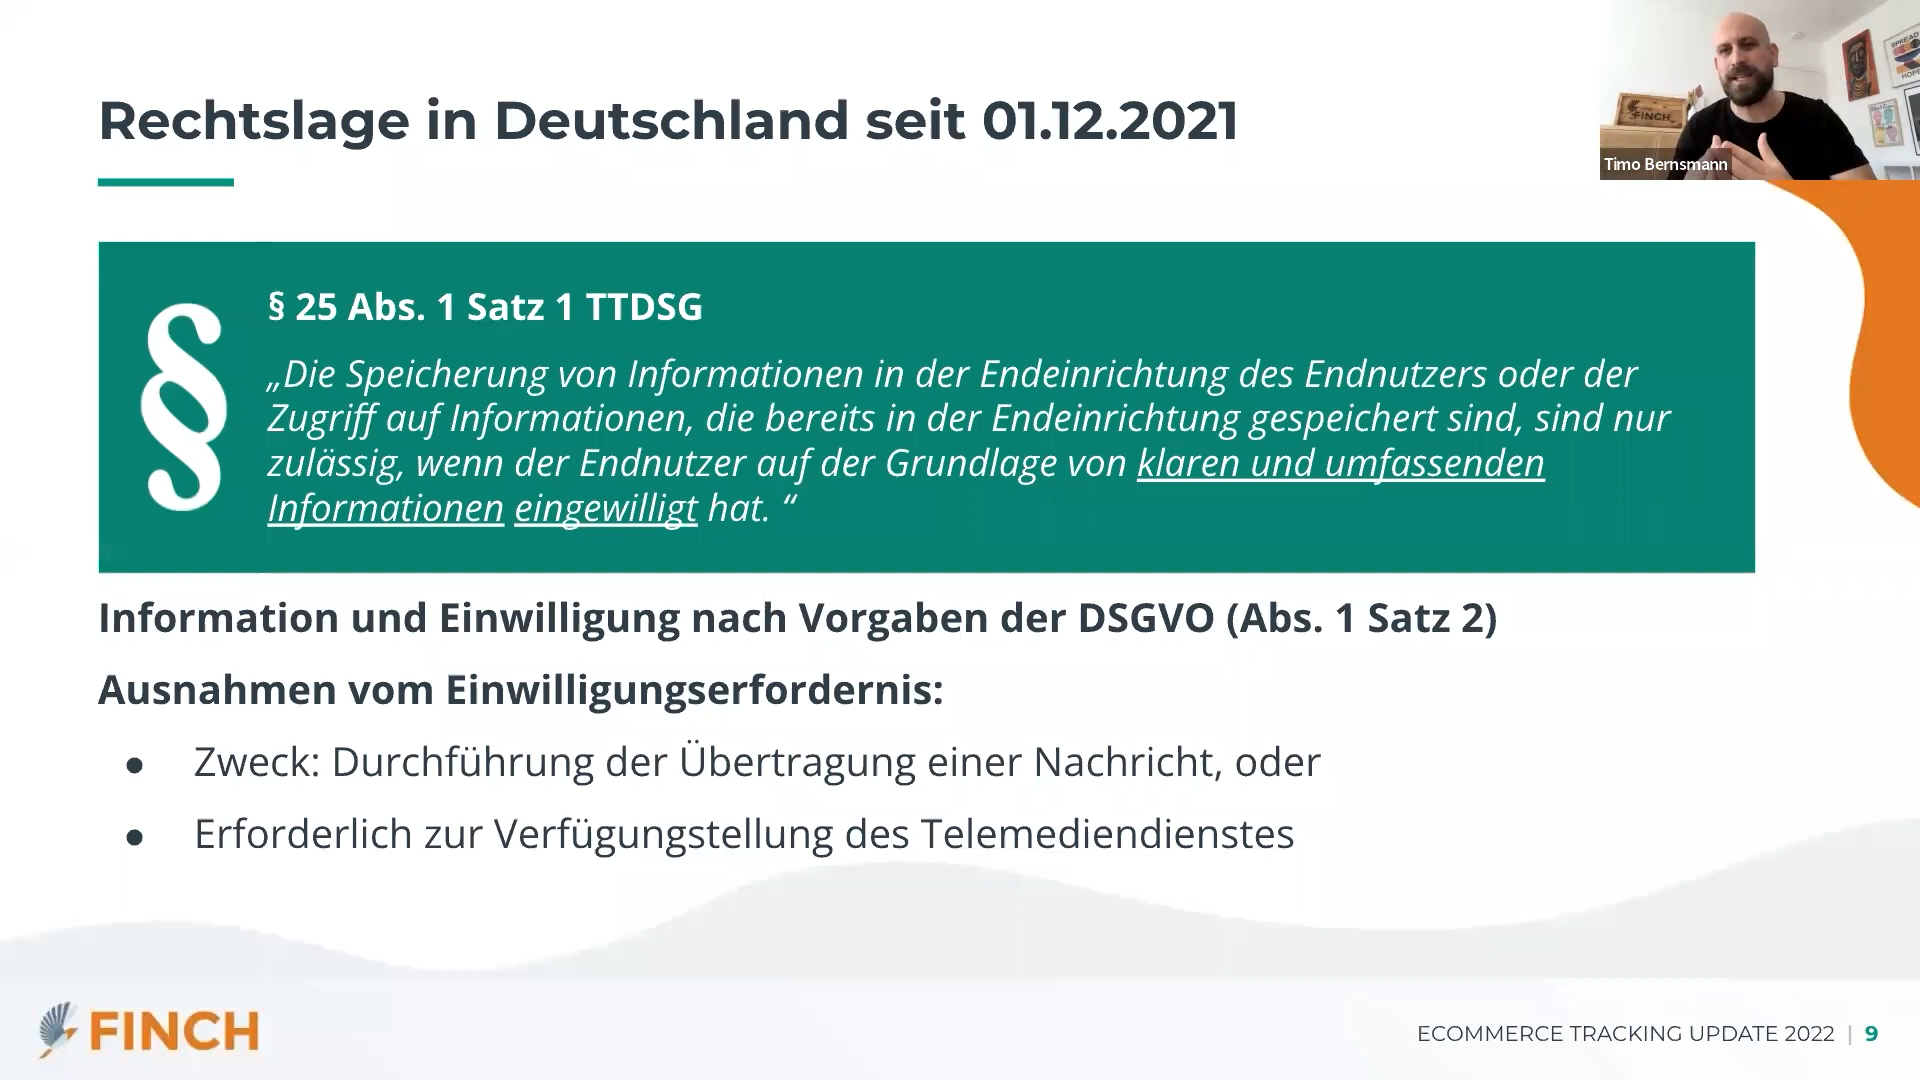 Rechtslage in Deutschland seit 01.12.2021
SPREAD
HOPE
FINCH
Timo Bernsmann
§
§ 25 Abs. 1 Satz 1 TTDSG
„Die Speicherung von Informationen in der Endeinrichtung des Endnutzers oder der
Zugriff auf Informationen, die bereits in der Endeinrichtung gespeichert sind, sind nur
zulässig, wenn der Endnutzer auf der Grundlage von klaren und umfassenden
Informationen eingewilligt hat. “
Information und Einwilligung nach Vorgaben der DSGVO (Abs. 1 Satz 2)
Ausnahmen vom Einwilligungserfordernis:
● Zweck: Durchführung der Übertragung einer Nachricht, oder
● Erforderlich zur Verfügungstellung des Telemediendienstes
FINCH
ECOMMERCE TRACKING UPDATE 2022 | 9